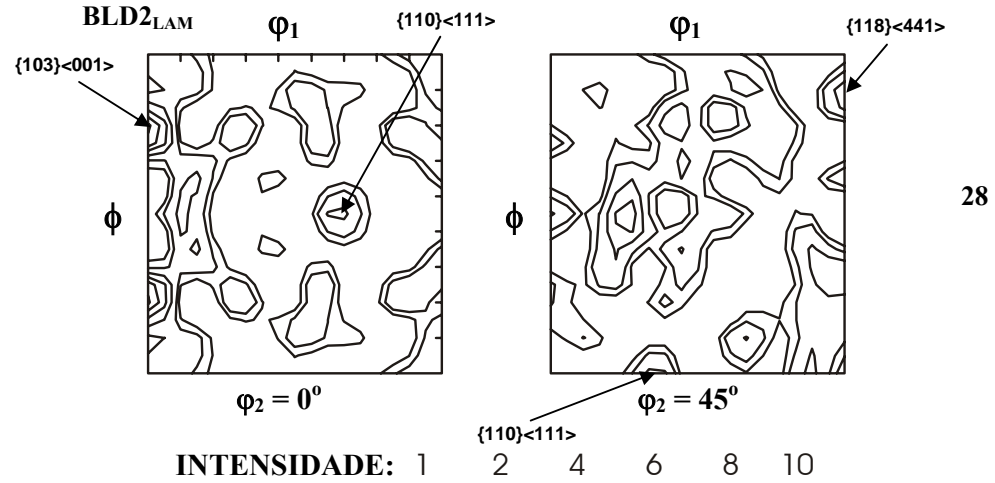 BLD2LAM
φ1
{110}<111>
φ1
{118}<441>
{103}<001>
ϕ
ϕ
28
φ2 = 0º
φ2 = 45º
{110}<111>
INTENSIDADE: 1 2 4 6 8 10